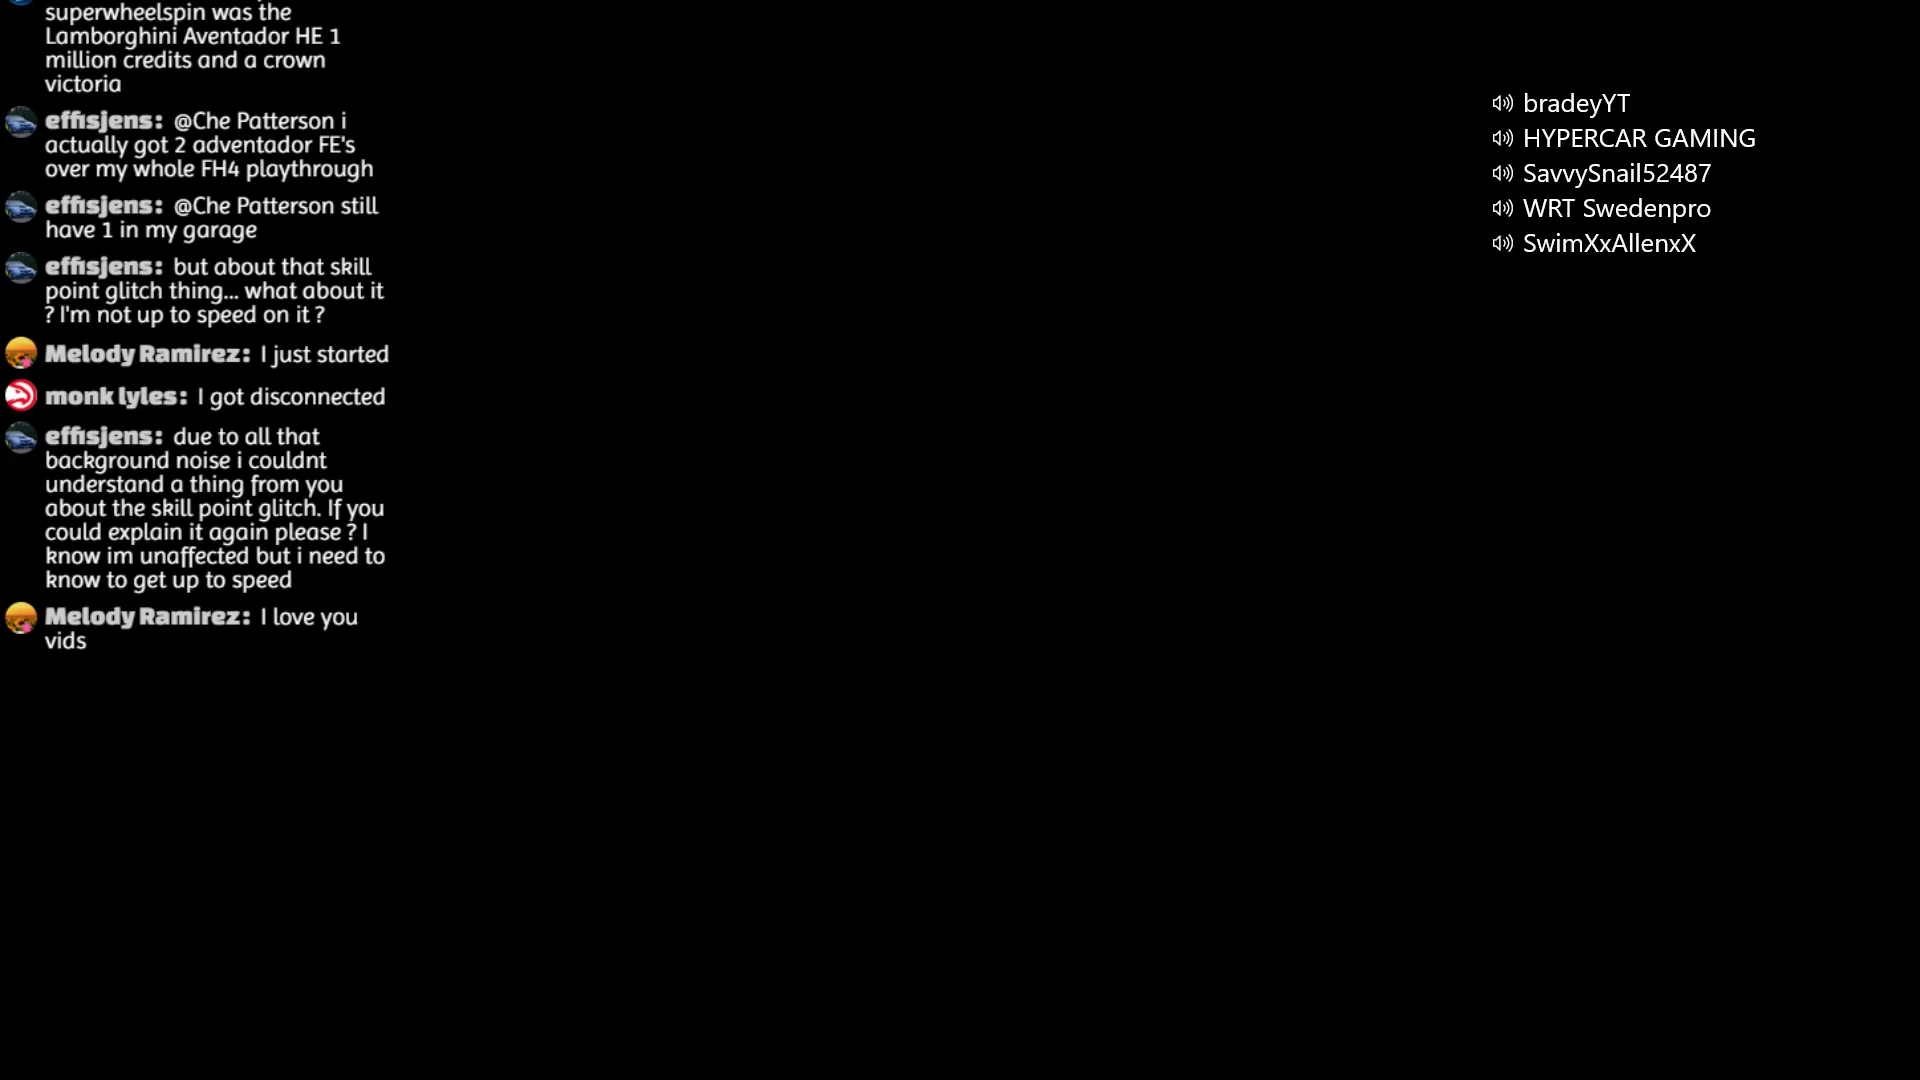 superwheelspin was the
Lamborghini Aventador HE 1
million credits and a crown
victoria
effisjens: @Che Patterson i
actually got 2 adventador FE's
over my whole FH4 playthrough
effisjens: @Che Patterson still
have 1 in my garage
effisjens: but about that skill
point glitch thing... what about it
? I'm not up to speed on it ?
Melody Ramirez: I just started
monk lyles: I got disconnected
effisjens: due to all that
background noise i couldnt
understand a thing from you
about the skill point glitch. If you
could explain it again please ? I
know im unaffected but i need to
know to get up to speed
Melody Ramirez: I love you
vids
bradeyYT
HYPERCAR GAMING
SavvySnail52487
WRT Swedenpro
SwimXxAllenxX